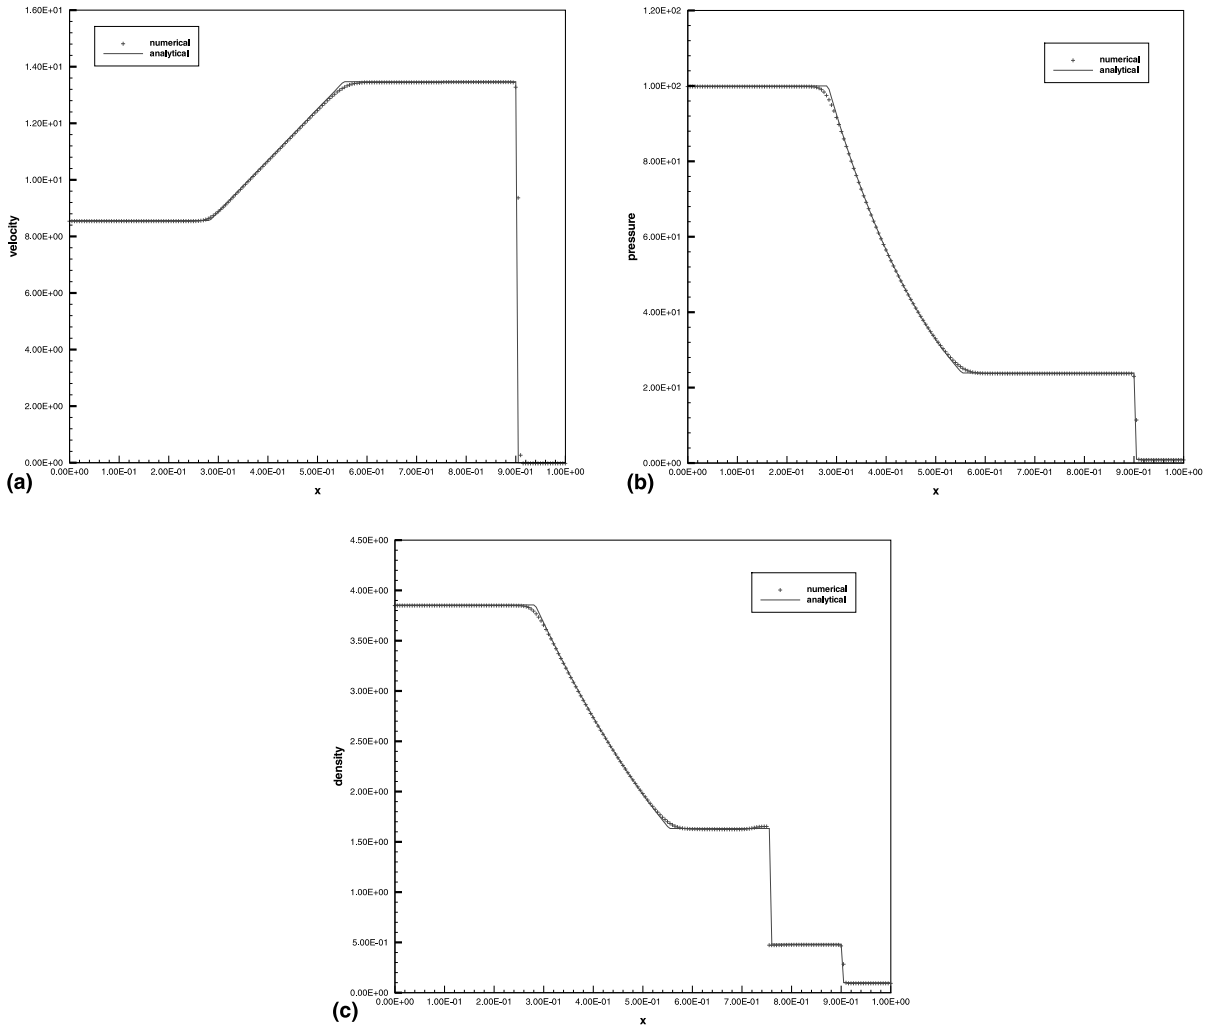 1.60E+01
1.40E+01
1.20E+01
1.00E+01
8.00E+00
6.00E+00
4.00E+00
2.00E+00
0.00E+00
velocity
numerical
analytical
0.00E+00 1.00E-01 2.00E-01 3.00E-01 4.00E-01 5.00E-01 6.00E-01 7.00E-01 8.00E-01 9.00E-01 1.00E+00
x
(a)
1.20E+02
1.00E+02
8.00E+01
6.00E+01
4.00E+01
2.00E+01
0.00E+00
pressure
numerical
analytical
0.00E+00 1.00E-01 2.00E-01 3.00E-01 4.00E-01 5.00E-01 6.00E-01 7.00E-01 8.00E-01 9.00E-01 1.00E+00
x
(b)
4.50E+00
4.00E+00
3.50E+00
3.00E+00
2.50E+00
2.00E+00
1.50E+00
1.00E+00
5.00E-01
0.00E+00
density
numerical
analytical
0.00E+00 1.00E-01 2.00E-01 3.00E-01 4.00E-01 5.00E-01 6.00E-01 7.00E-01 8.00E-01 9.00E-01 1.00E+00
x
(c)